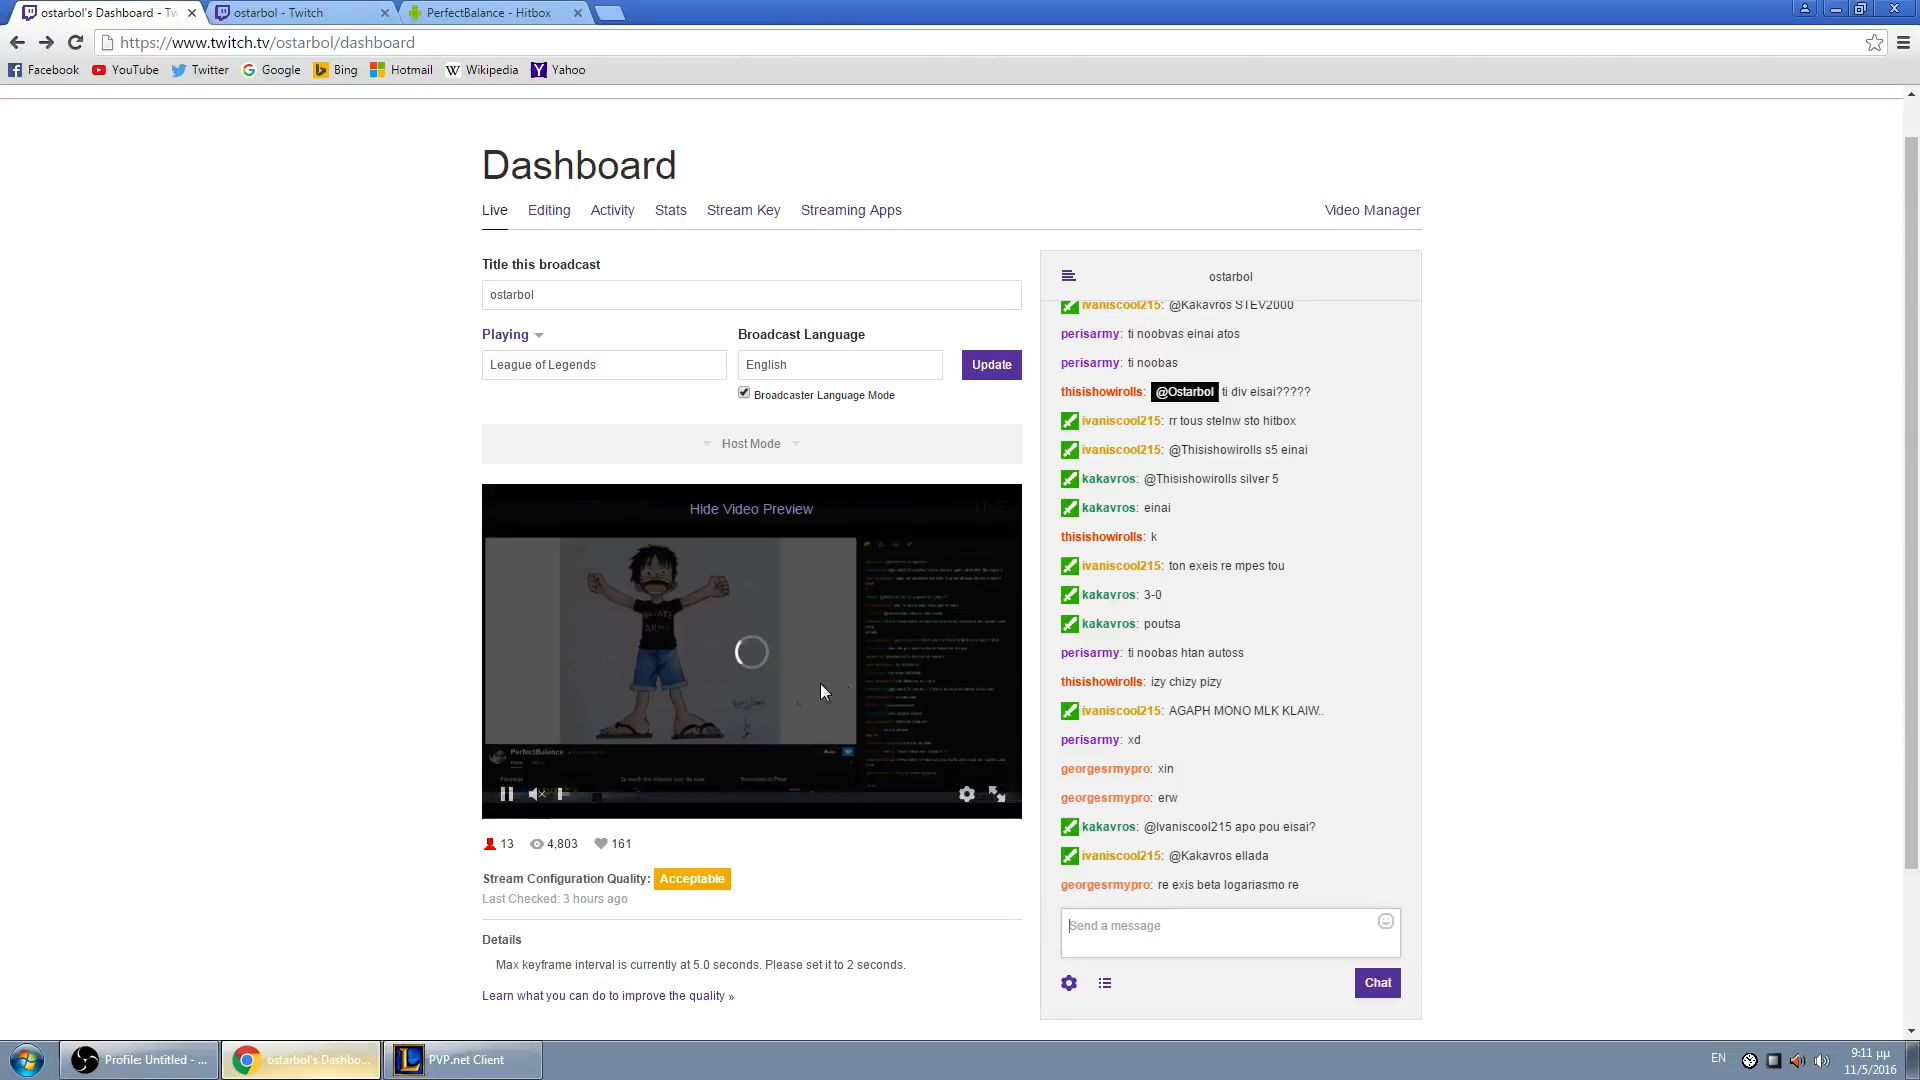 ostarbol's Dashboard - Tw
ostarbol - Twitch
PerfectBalance - Hitbox
https://www.twitch.tv/ostarbol/dashboard
Facebook
YouTube
Twitter
Google
Bing
Hotmail
Wikipedia
Yahoo
Dashboard
Live
Editing
Activity
Stats
Stream Key
Streaming Apps
Video Manager
Title this broadcast
ostarbol
Playing
Broadcast Language
League of Legends
English
Update
Broadcaster Language Mode
Host Mode
Hide Video Preview
LIVE
PerfectBalance
13
4,803
161
Stream Configuration Quality: Acceptable
Last Checked: 3 hours ago
Details
Max keyframe interval is currently at 5.0 seconds. Please set it to 2 seconds.
Learn what you can do to improve the quality »
ostarbol
ivaniscool215: @Kakavros STEV2000
perisarmy: ti noobvas einai atos
perisarmy: ti noobas
thisishowirolls: @Ostarbol ti div eisai?????
ivaniscool215: rr tous stelnw sto hitbox
ivaniscool215: @Thisishowirolls s5 einai
kakavros: @Thisishowirolls silver 5
kakavros: einai
thisishowirolls: k
ivaniscool215: ton exeis re mpes tou
kakavros: 3-0
kakavros: poutsa
perisarmy: ti noobas htan autoss
thisishowirolls: izy chizy pizy
ivaniscool215: AGAPH MONO MLK KLAIW..
perisarmy: xd
georgesrmypro: xin
georgesrmypro: erw
kakavros: @Ivaniscool215 apo pou eisai?
ivaniscool215: @Kakavros ellada
georgesrmypro: re exis beta logariasmo re
Send a message
Chat
Profile: Untitled - ...
ostarbol's Dashbo...
PVP.net Client
EN
9:11 μμ
11/5/2016